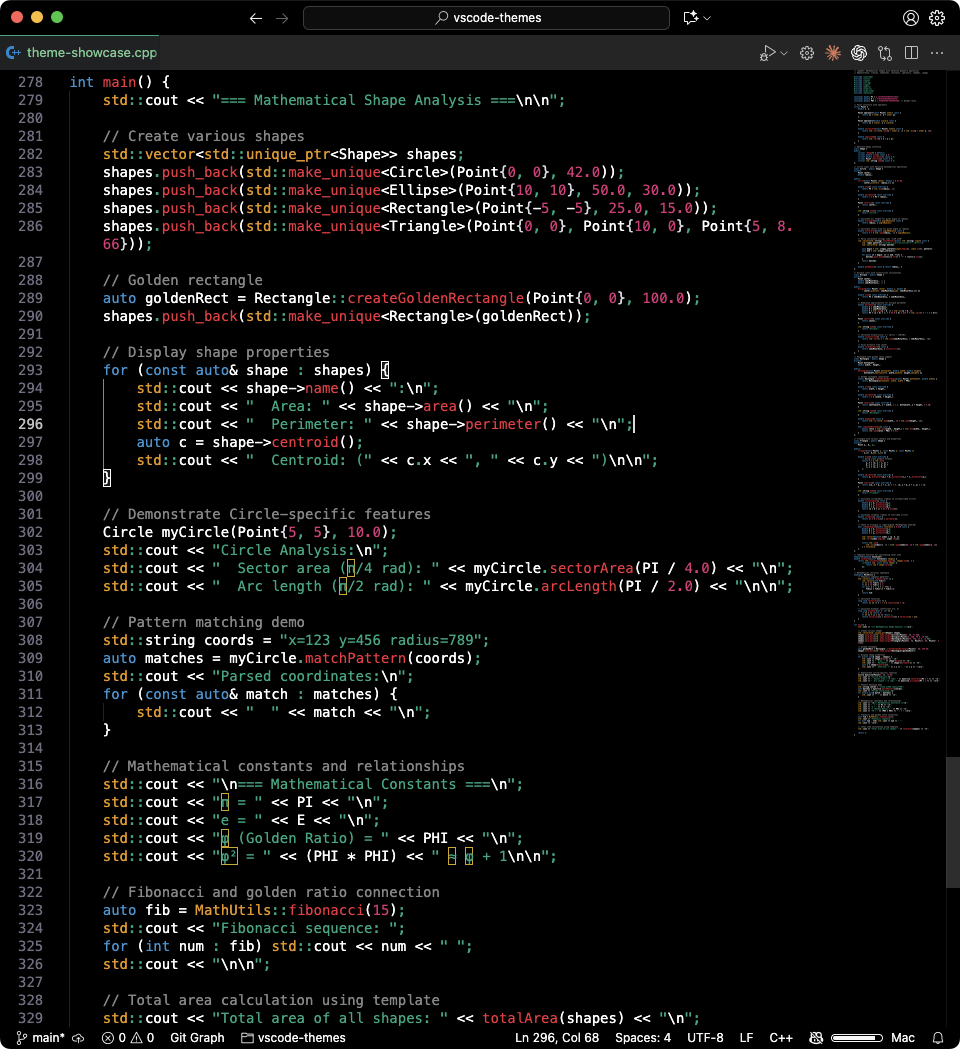 vscode-themes
theme-showcase.cpp
278 int main() {
279 std::cout << "=== Mathematical Shape Analysis ===\n\n";
280
281 // Create various shapes
282 std::vector<std::unique_ptr<Shape>> shapes;
283 shapes.push_back(std::make_unique<Circle>(Point{0, 0}, 42.0));
284 shapes.push_back(std::make_unique<Ellipse>(Point{10, 10}, 50.0, 30.0));
285 shapes.push_back(std::make_unique<Rectangle>(Point{-5, -5}, 25.0, 15.0));
286 shapes.push_back(std::make_unique<Triangle>(Point{0, 0}, Point{10, 0}, Point{5, 8.
66}));
287
288 // Golden rectangle
289 auto goldenRect = Rectangle::createGoldenRectangle(Point{0, 0}, 100.0);
290 shapes.push_back(std::make_unique<Rectangle>(goldenRect));
291
292 // Display shape properties
293 for (const auto& shape : shapes) {
294 std::cout << shape->name() << ":\n";
295 std::cout << "  Area: " << shape->area() << "\n";
296 std::cout << "  Perimeter: " << shape->perimeter() << "\n";
297 auto c = shape->centroid();
298 std::cout << "  Centroid: (" << c.x << ", " << c.y << ")\n\n";
299 }
300
301 // Demonstrate Circle-specific features
302 Circle myCircle(Point{5, 5}, 10.0);
303 std::cout << "Circle Analysis:\n";
304 std::cout << "  Sector area (π/4 rad): " << myCircle.sectorArea(PI / 4.0) << "\n";
305 std::cout << "  Arc length (π/2 rad): " << myCircle.arcLength(PI / 2.0) << "\n\n";
306
307 // Pattern matching demo
308 std::string coords = "x=123 y=456 radius=789";
309 auto matches = myCircle.matchPattern(coords);
310 std::cout << "Parsed coordinates:\n";
311 for (const auto& match : matches) {
312 std::cout << "  " << match << "\n";
313 }
314
315 // Mathematical constants and relationships
316 std::cout << "\n=== Mathematical Constants ===\n";
317 std::cout << "π = " << PI << "\n";
318 std::cout << "e = " << E << "\n";
319 std::cout << "φ (Golden Ratio) = " << PHI << "\n";
320 std::cout << "φ² = " << (PHI * PHI) << " ≈ φ + 1\n\n";
321
322 // Fibonacci and golden ratio connection
323 auto fib = MathUtils::fibonacci(15);
324 std::cout << "Fibonacci sequence: ";
325 for (int num : fib) std::cout << num << " ";
326 std::cout << "\n\n";
327
328 // Total area calculation using template
329 std::cout << "Total area of all shapes: " << totalArea(shapes) << "\n";
main* 0 0 Git Graph vscode-themes Ln 296, Col 68 Spaces: 4 UTF-8 LF C++ Mac